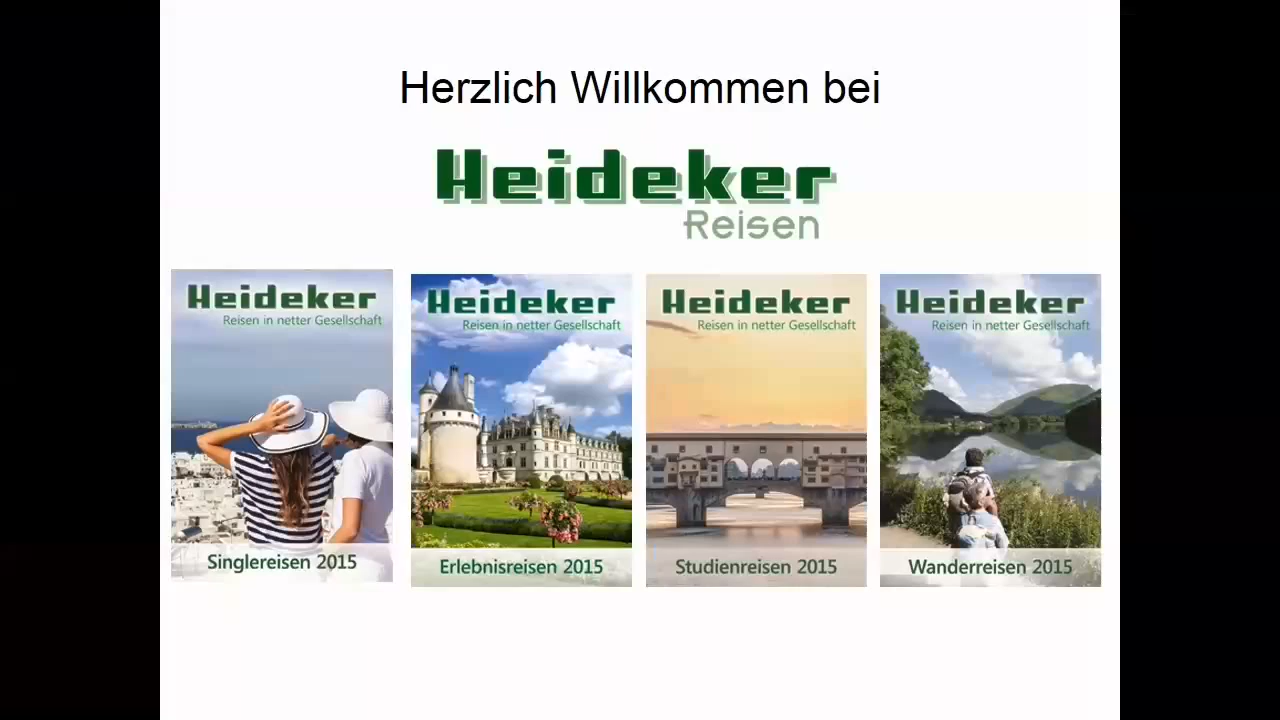 Herzlich Willkommen bei
Heideker
Reisen
Heideker
Reisen in netter Gesellschaft
Singlereisen 2015
Heideker
Reisen in netter Gesellschaft
Erlebnisreisen 2015
Heideker
Reisen in netter Gesellschaft
Studienreisen 2015
Heideker
Reisen in netter Gesellschaft
Wanderreisen 2015